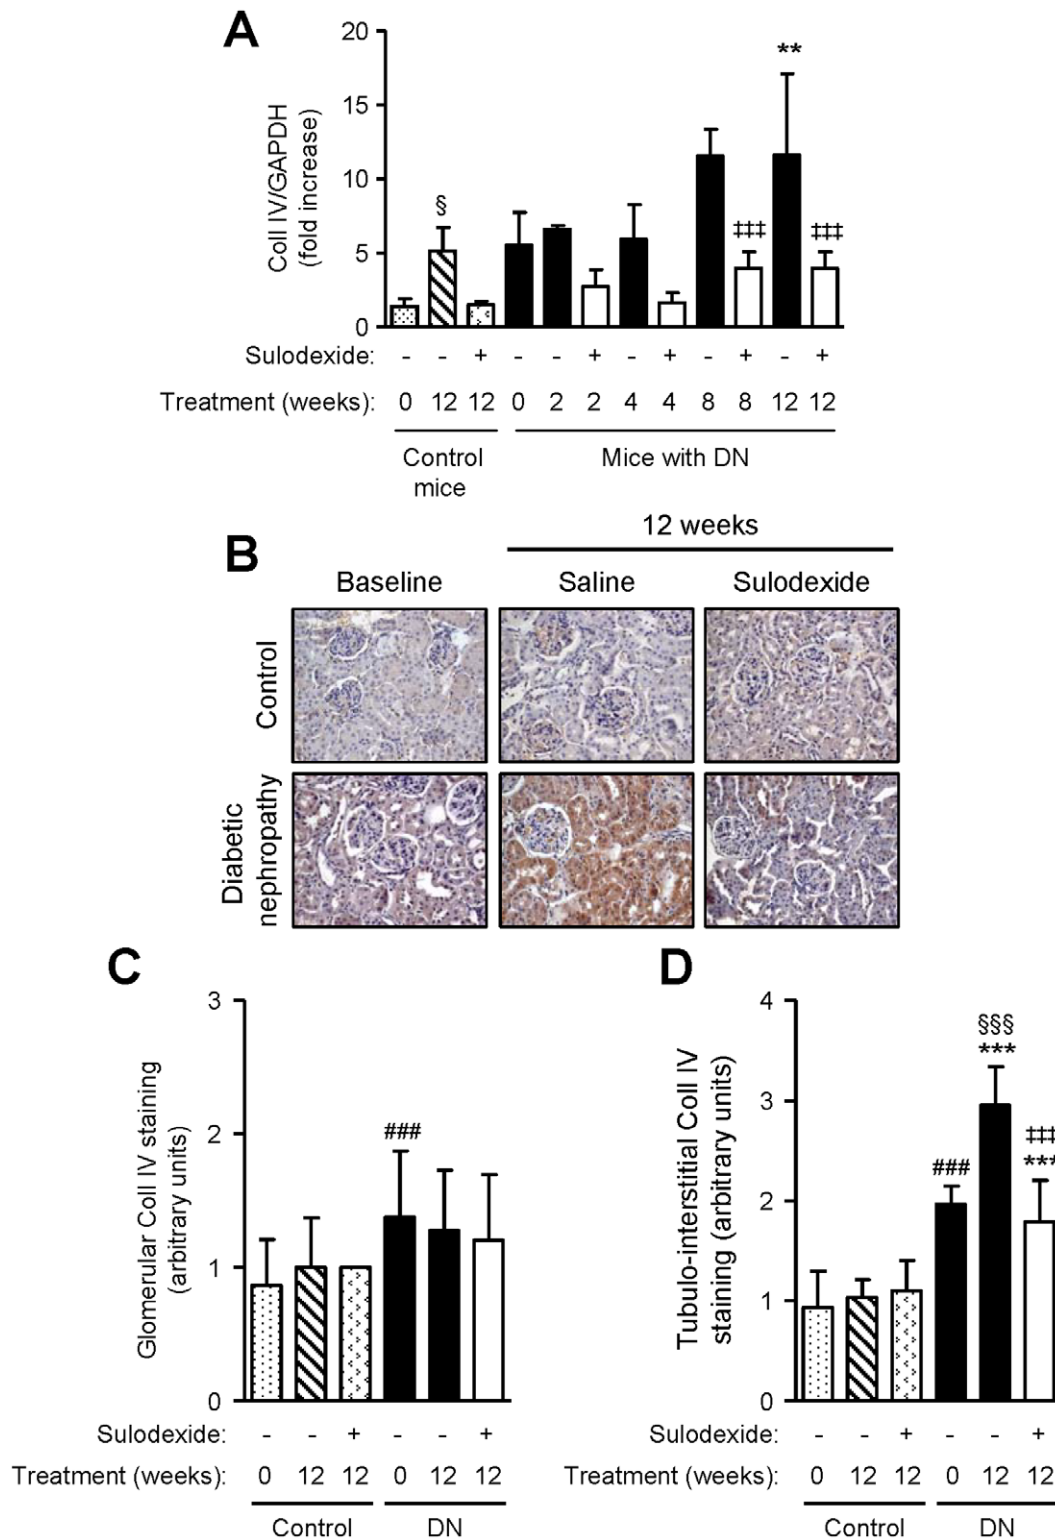 A
Coll IV/GAPDH
(fold increase)
20
15
10
5
0
§
**
‡‡‡
‡‡‡
Sulodexide: - - + - - + - + - + - +
Treatment (weeks): 0 12 12 0 2 2 4 4 8 8 12 12
Control
mice
Mice with DN
B
12 weeks
Baseline Saline Sulodexide
Control
Diabetic
nephropathy
C
Glomerular Coll IV staining
(arbitrary units)
3
2
1
0
###
Sulodexide: - - + - - +
Treatment (weeks): 0 12 12 0 12 12
Control DN
D
Tubulo-interstitial Coll IV
staining (arbitrary units)
4
3
2
1
0
###
§§§
***
‡‡‡
***
Sulodexide: - - + - - +
Treatment (weeks): 0 12 12 0 12 12
Control DN